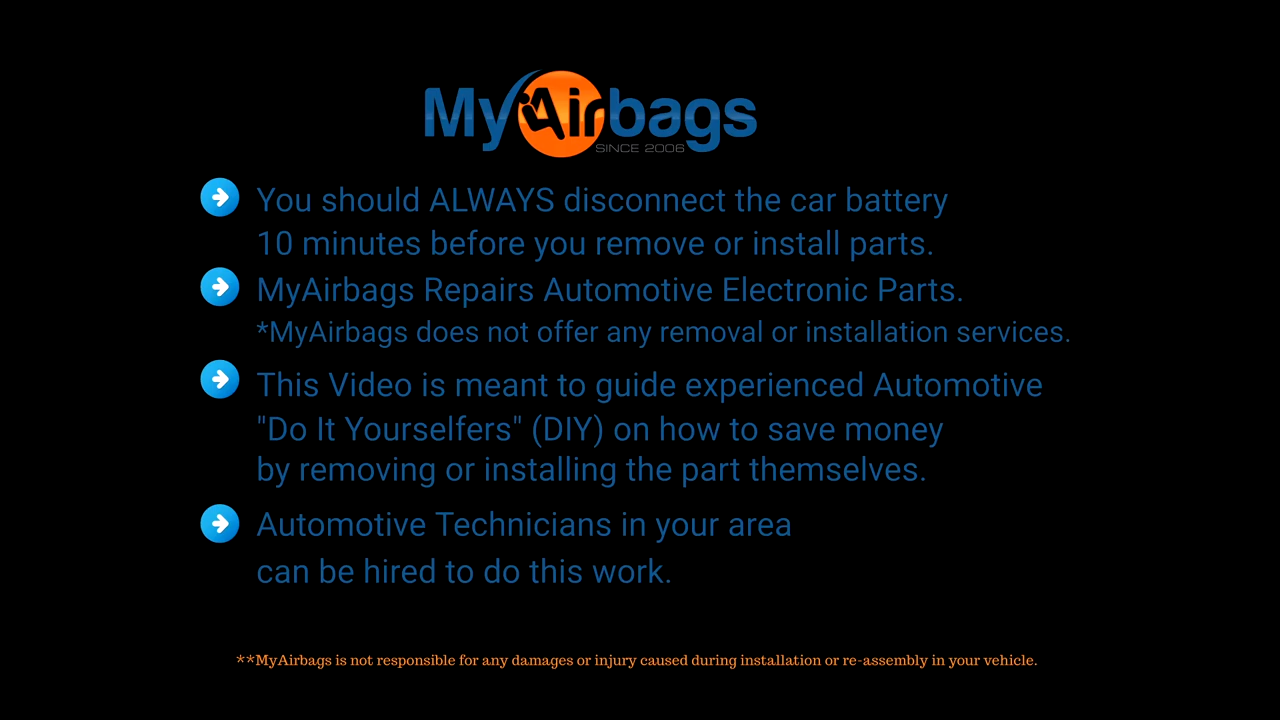 MyAirbags
SINCE 2006
You should ALWAYS disconnect the car battery
10 minutes before you remove or install parts.
MyAirbags Repairs Automotive Electronic Parts.
*MyAirbags does not offer any removal or installation services.
This Video is meant to guide experienced Automotive
"Do It Yourselfers" (DIY) on how to save money
by removing or installing the part themselves.
Automotive Technicians in your area
can be hired to do this work.
**MyAirbags is not responsible for any damages or injury caused during installation or re-assembly in your vehicle.